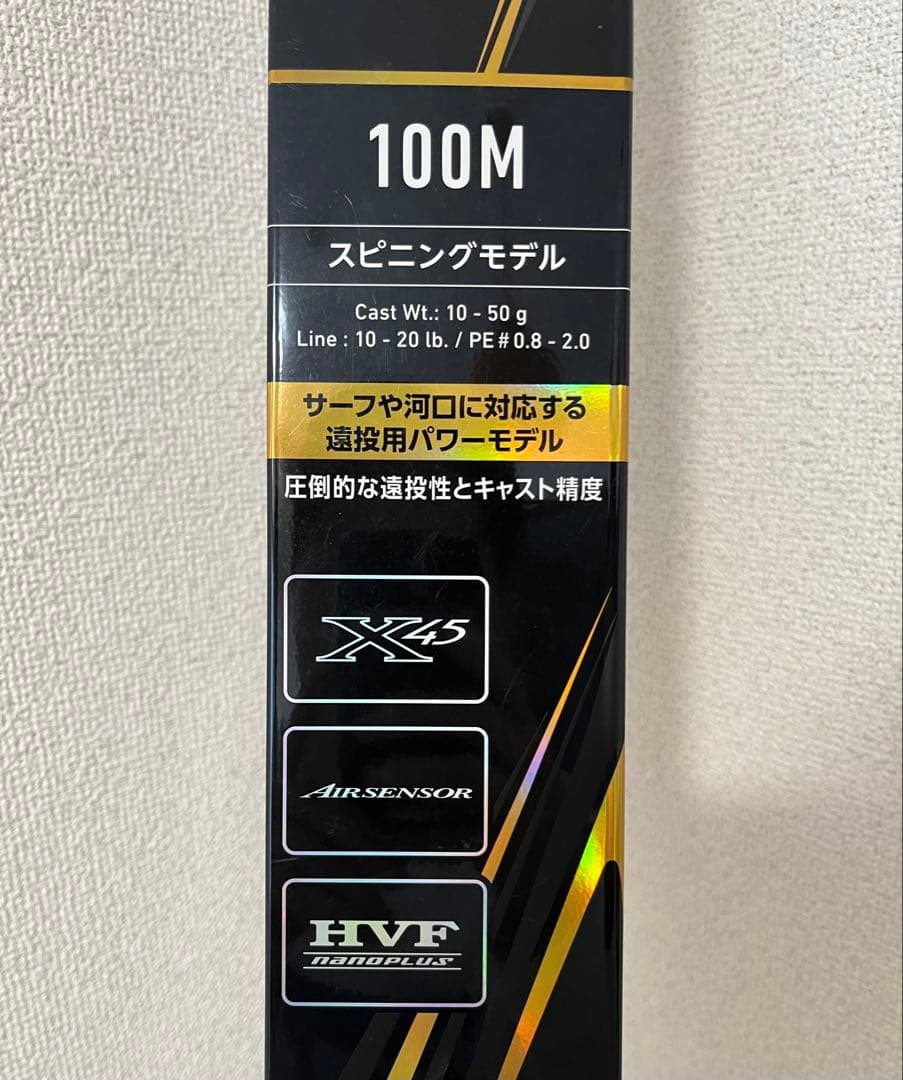 100M
スピニングモデル
Cast Wt.: 10 - 50 g
Line : 10 - 20 lb. / PE#0.8 - 2.0
サーフや河口に対応する
遠投用パワーモデル
圧倒的な遠投性とキャスト精度
X45
AIRSENSOR
HVF
nanoplus